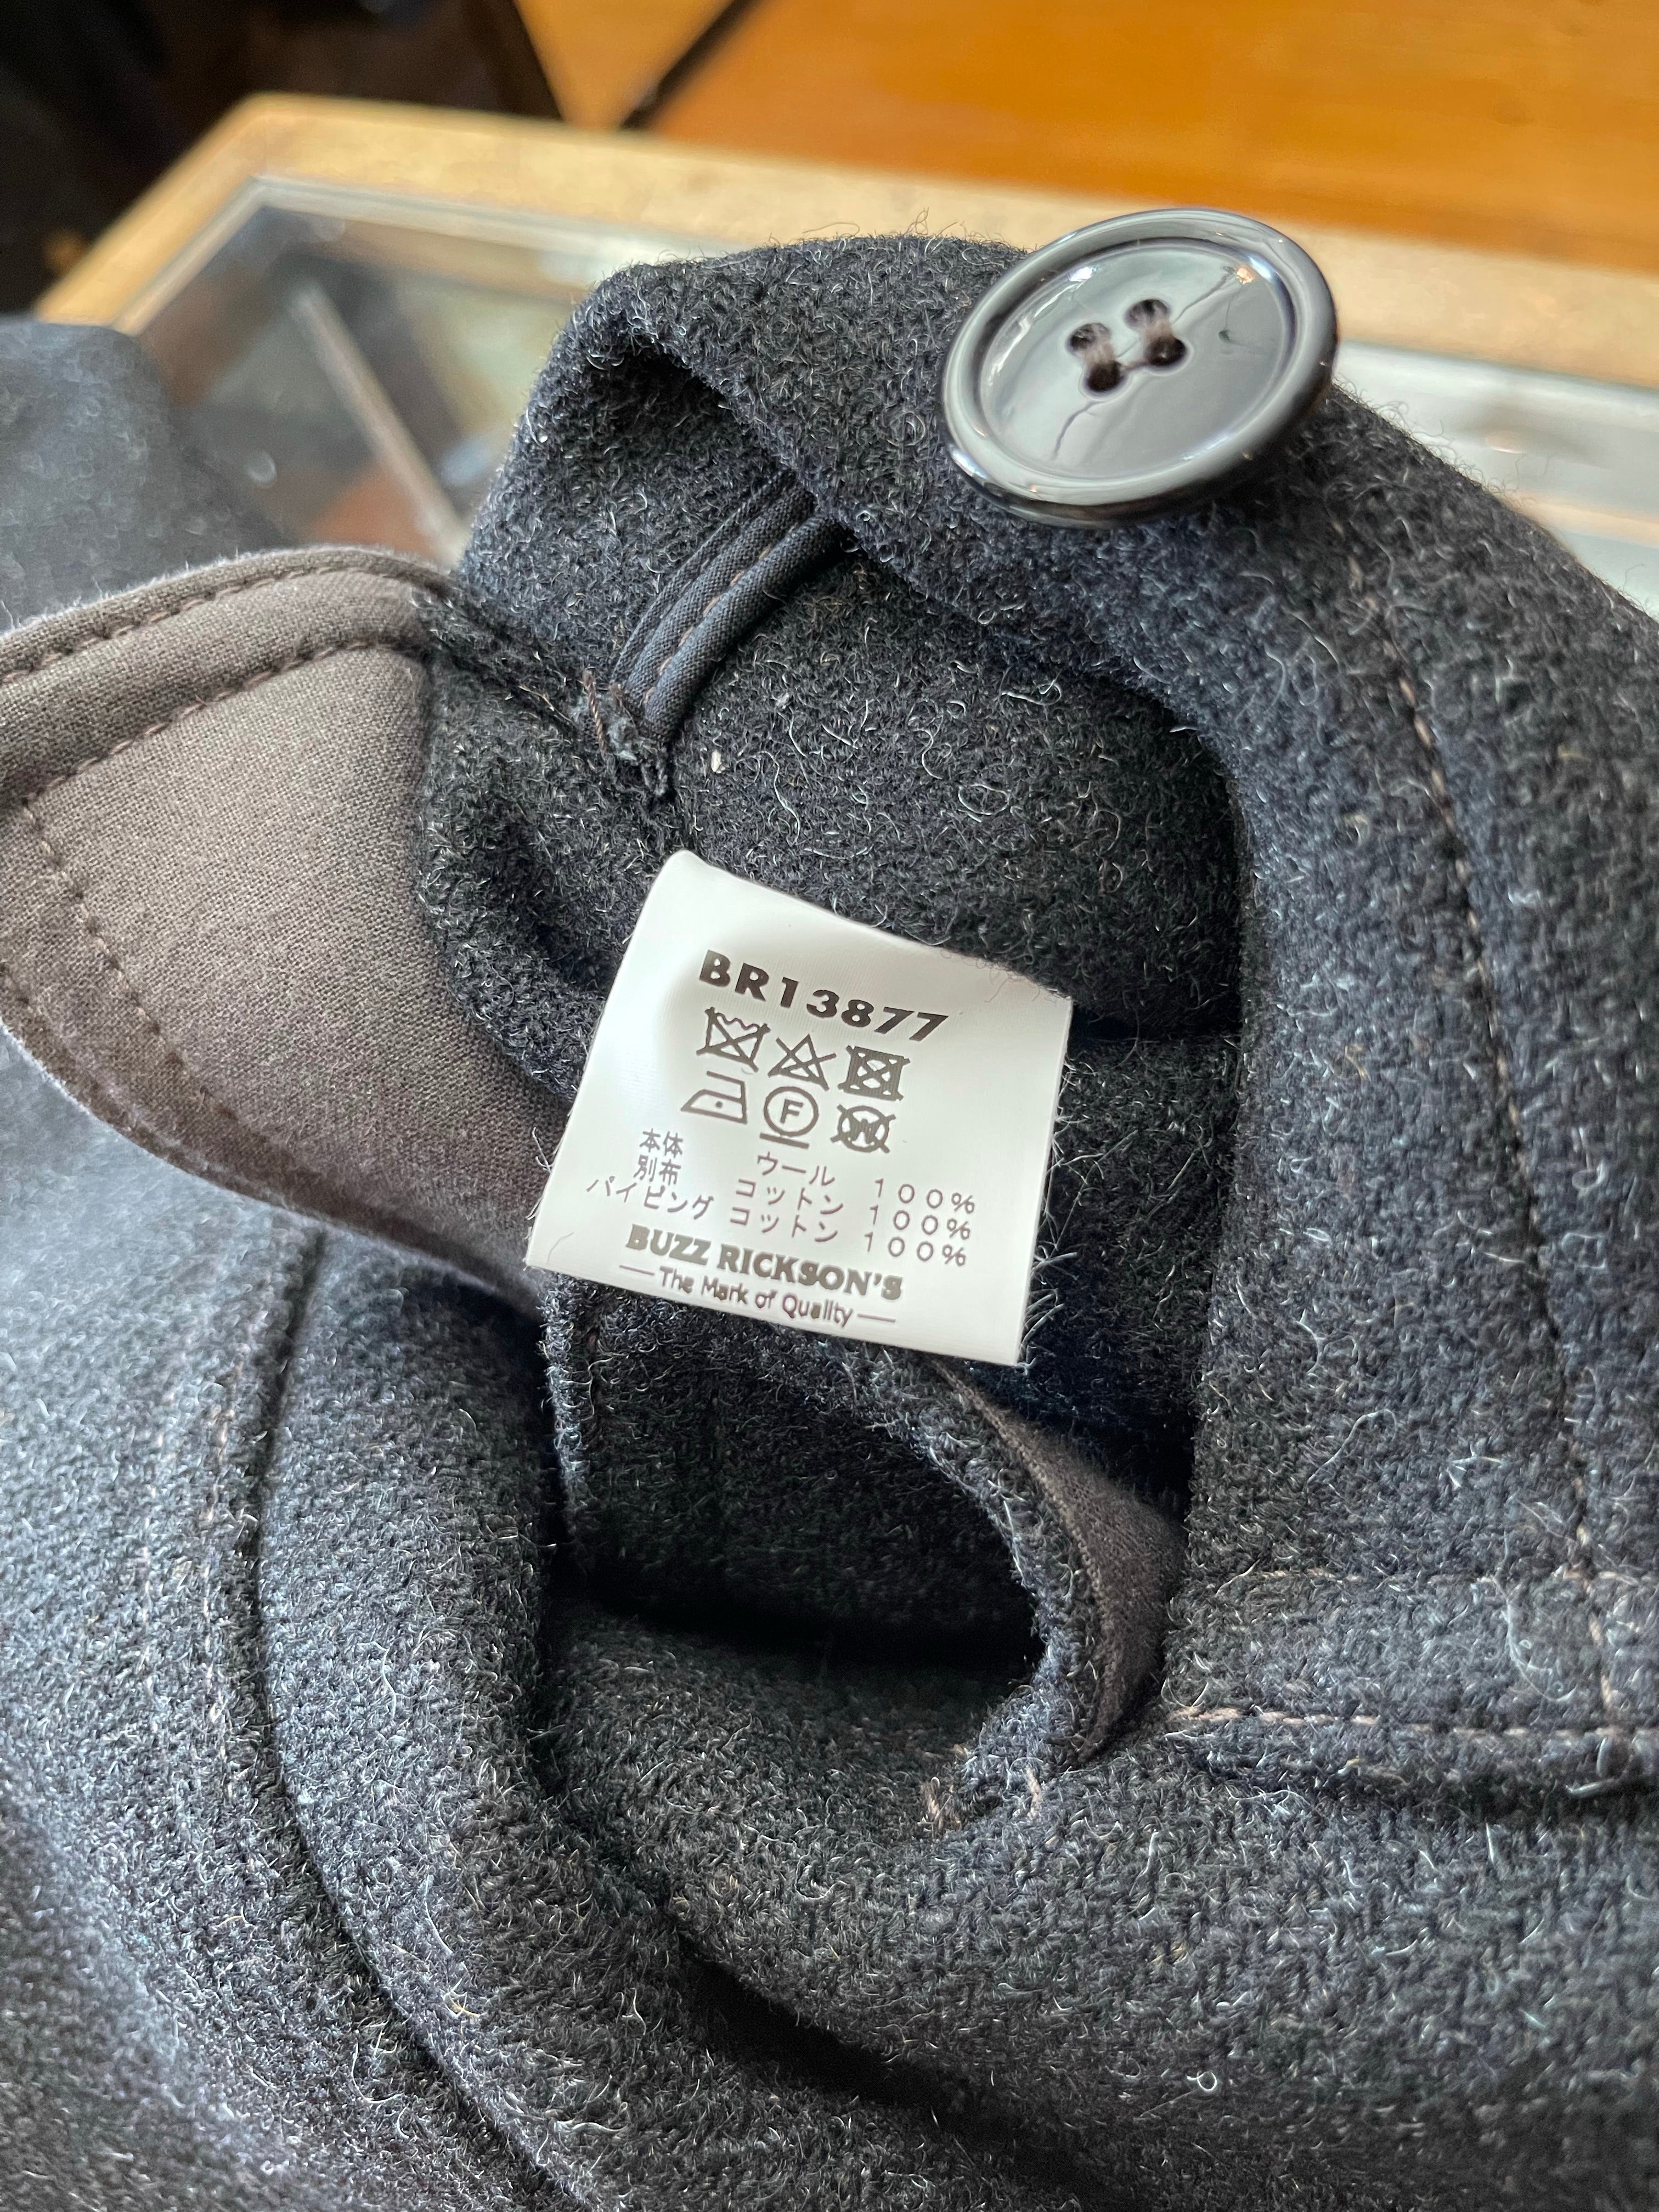 BR13877
F W
本体 ウール 100%
別布 コットン 100%
パイピング コットン 100%
BUZZ RICKSON'S
The Mark of Quality